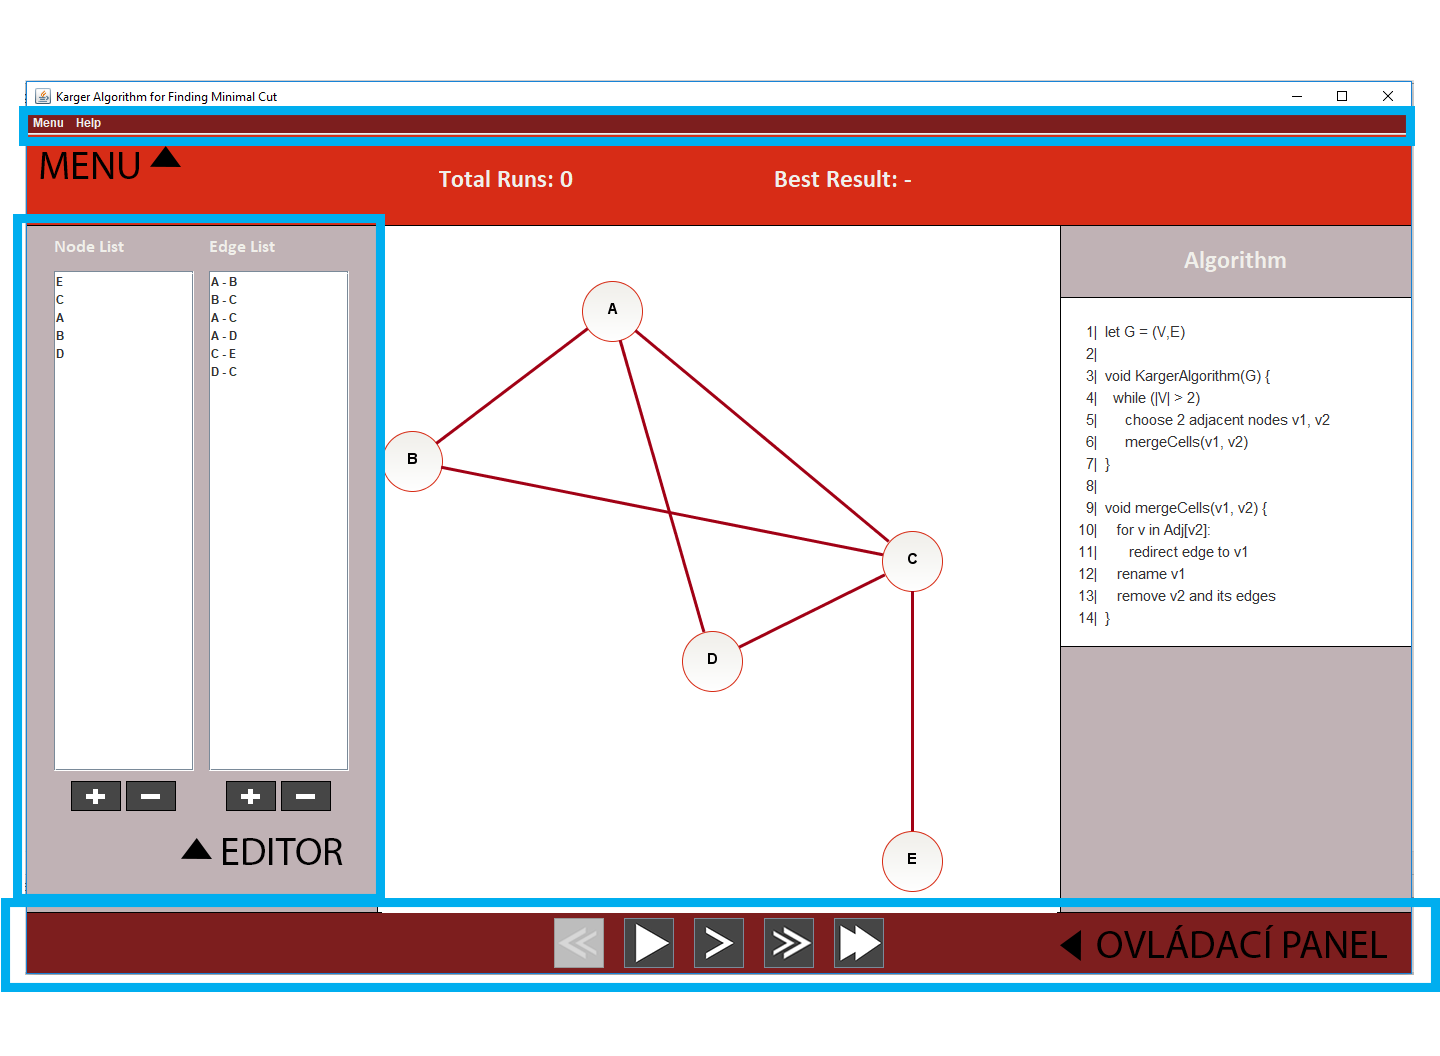 Karger Algorithm for Finding Minimal Cut
Menu Help
MENU
Total Runs: 0
Best Result: -
Node List
E
C
A
B
D
Edge List
A - B
B - C
A - C
A - D
C - E
D - C
EDITOR
A
B
C
D
E
Algorithm
1| let G = (V,E)
2|
3| void KargerAlgorithm(G) {
4| while (|V| > 2)
5| choose 2 adjacent nodes v1, v2
6| mergeCells(v1, v2)
7| }
8|
9| void mergeCells(v1, v2) {
10| for v in Adj[v2]:
11| redirect edge to v1
12| rename v1
13| remove v2 and its edges
14| }
OVLÁDACÍ PANEL